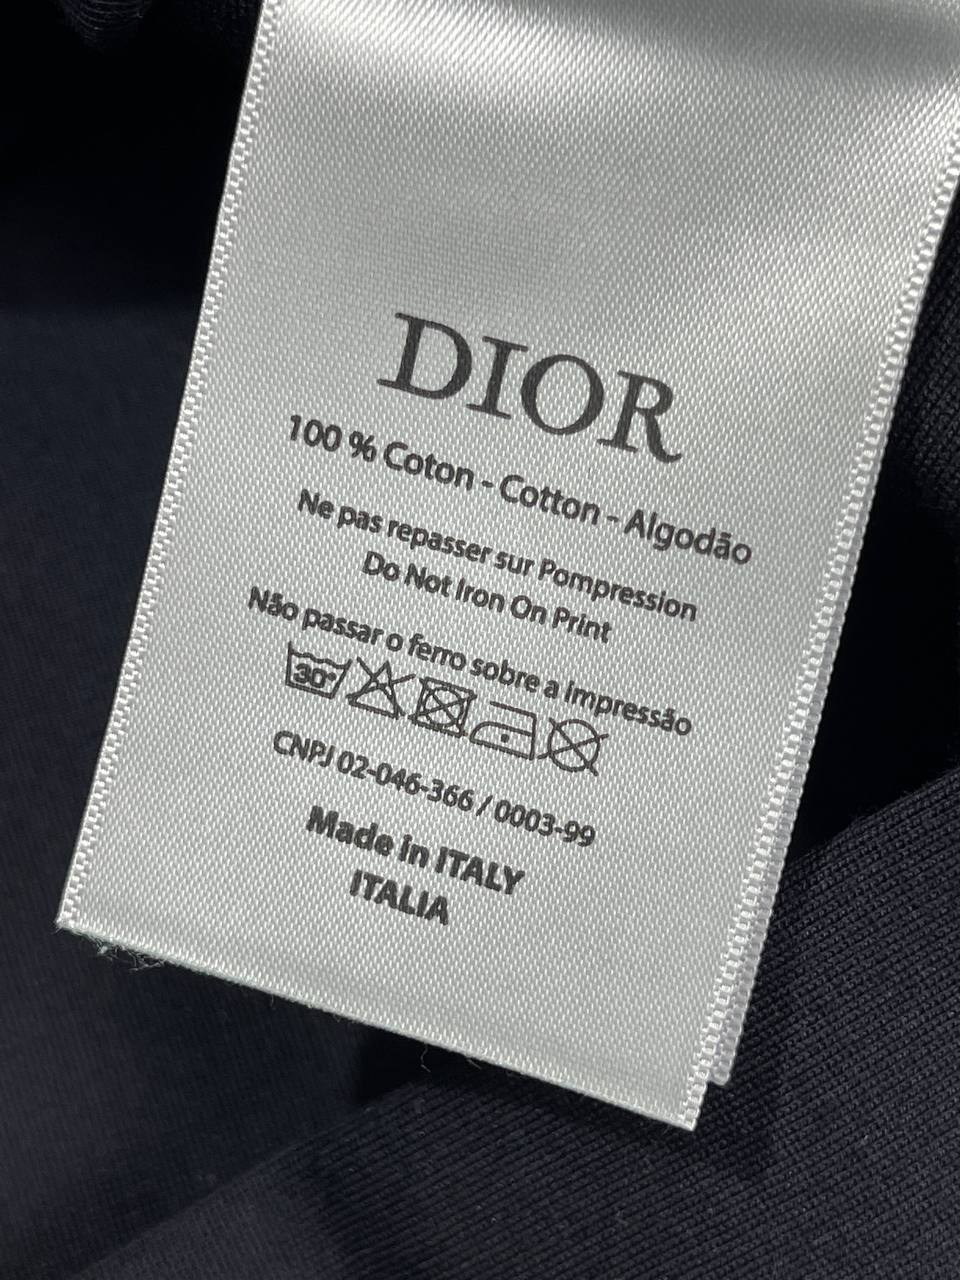 DIOR
100 % Coton - Cotton - Algodão
Ne pas repasser sur Pompression
Do Not Iron On Print
Não passar o ferro sobre a impressão
30°
CNPJ 02-046-366 / 0003-99
Made in ITALY
ITALIA